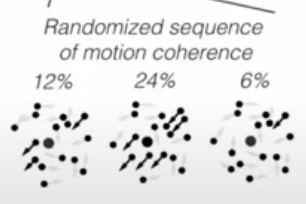 Randomized sequence
of motion coherence
12% 24% 6%